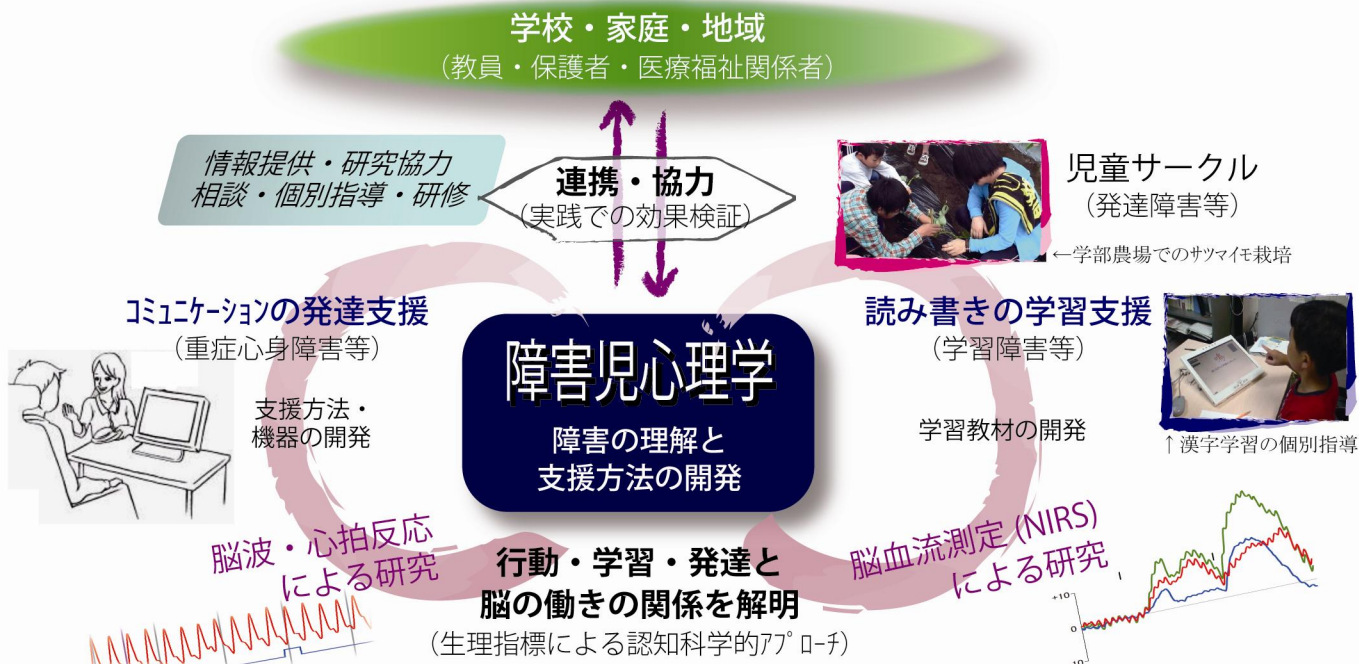 学校・家庭・地域
（教員・保護者・医療福祉関係者）
情報提供・研究協力
相談・個別指導・研修
連携・協力
（実践での効果検証）
児童サークル
（発達障害等）
←学部農場でのｻﾂﾏｲﾓ栽培
ｺﾐｭﾆｹｰｼｮﾝの発達支援
（重症心身障害等）
支援方法・
機器の開発
障害児心理学
障害の理解と
支援方法の開発
読み書きの学習支援
（学習障害等）
学習教材の開発
↑漢字学習の個別指導
脳波・心拍反応
による研究
行動・学習・発達と
脳の働きの関係を解明
（生理指標による認知科学的ｱﾌﾟﾛｰﾁ）
脳血流測定 (NIRS)
による研究
+10
0
-10